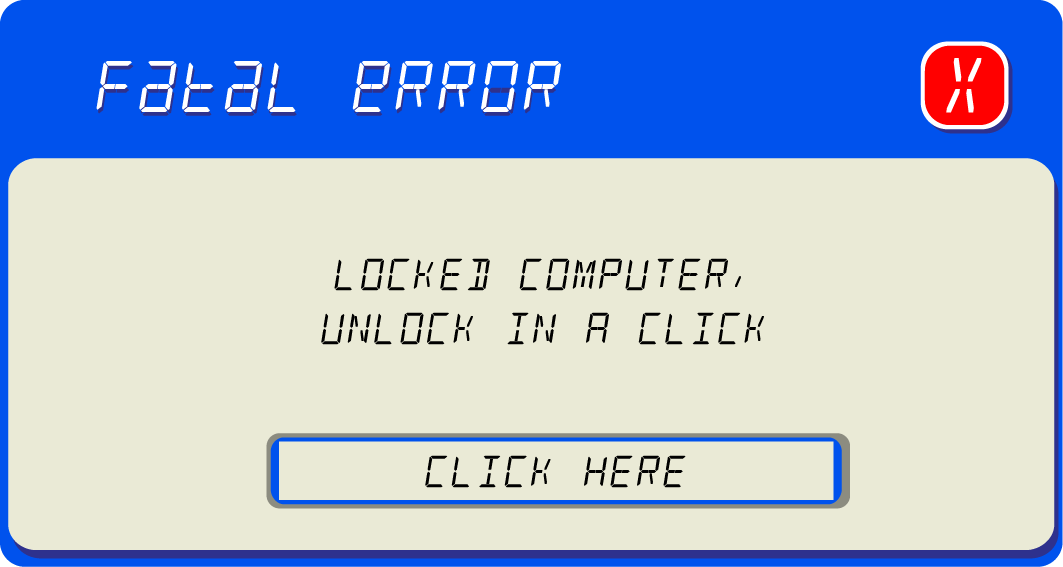 Fatal eRROR
X
LOCKED COMPUTER,
UNLOCK IN A CLICK
CLICK HERE